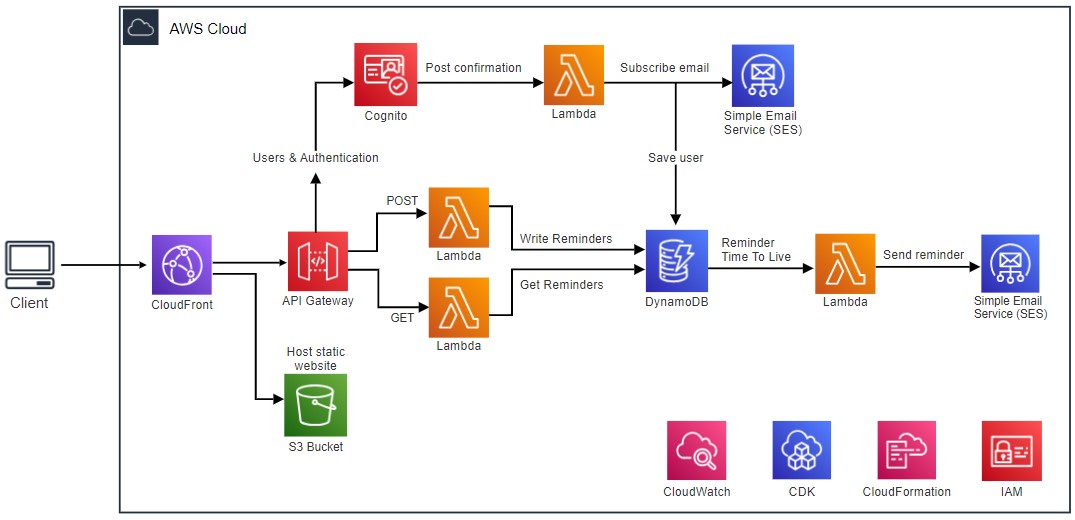 AWS Cloud
Post confirmation
Subscribe email
Cognito
Lambda
Simple Email
Service (SES)
Users & Authentication
Save user
POST
Lambda
Write Reminders
Reminder
Time To Live
Send reminder
Client
CloudFront
API Gateway
GET
Lambda
Get Reminders
DynamoDB
Lambda
Simple Email
Service (SES)
Host static
website
S3 Bucket
CloudWatch
CDK
CloudFormation
IAM